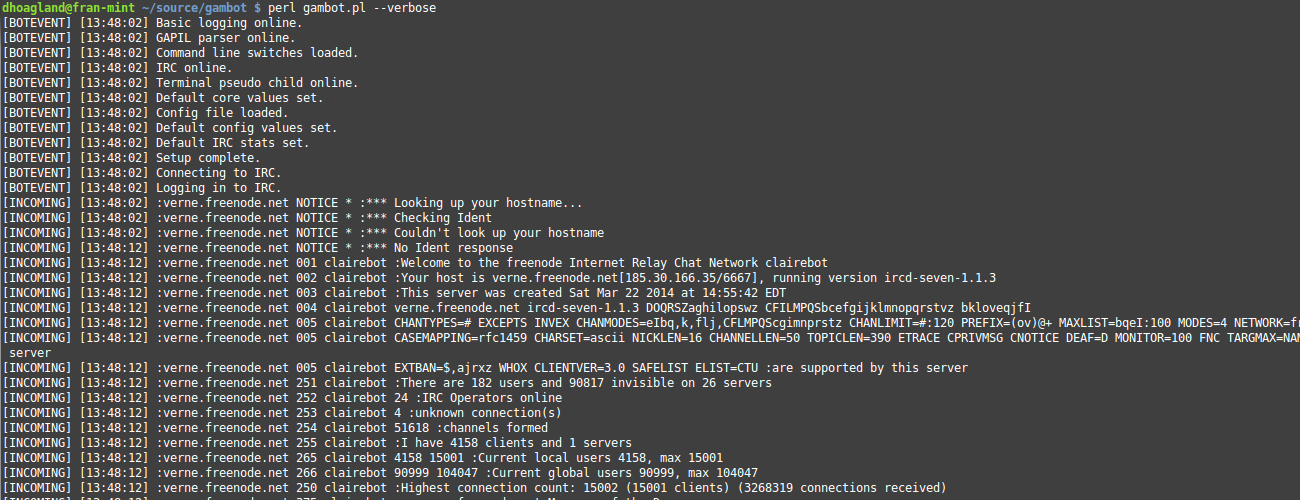 dhoagland@fran-mint ~/source/gambot $ perl gambot.pl --verbose
[BOTEVENT] [13:48:02] Basic logging online.
[BOTEVENT] [13:48:02] GAPIL parser online.
[BOTEVENT] [13:48:02] Command line switches loaded.
[BOTEVENT] [13:48:02] IRC online.
[BOTEVENT] [13:48:02] Terminal pseudo child online.
[BOTEVENT] [13:48:02] Default core values set.
[BOTEVENT] [13:48:02] Config file loaded.
[BOTEVENT] [13:48:02] Default config values set.
[BOTEVENT] [13:48:02] Default IRC stats set.
[BOTEVENT] [13:48:02] Setup complete.
[BOTEVENT] [13:48:02] Connecting to IRC.
[BOTEVENT] [13:48:02] Logging in to IRC.
[INCOMING] [13:48:02] :verne.freenode.net NOTICE * :*** Looking up your hostname...
[INCOMING] [13:48:02] :verne.freenode.net NOTICE * :*** Checking Ident
[INCOMING] [13:48:02] :verne.freenode.net NOTICE * :*** Couldn't look up your hostname
[INCOMING] [13:48:12] :verne.freenode.net NOTICE * :*** No Ident response
[INCOMING] [13:48:12] :verne.freenode.net 001 clairebot :Welcome to the freenode Internet Relay Chat Network clairebot
[INCOMING] [13:48:12] :verne.freenode.net 002 clairebot :Your host is verne.freenode.net[185.30.166.35/6667], running version ircd-seven-1.1.3
[INCOMING] [13:48:12] :verne.freenode.net 003 clairebot :This server was created Sat Mar 22 2014 at 14:55:42 EDT
[INCOMING] [13:48:12] :verne.freenode.net 004 clairebot verne.freenode.net ircd-seven-1.1.3 DOQRSZaghilopswz CFILMPQSbcefgijklmnopqrstvz bkloveqjfI
[INCOMING] [13:48:12] :verne.freenode.net 005 clairebot CHANTYPES=# EXCEPTS INVEX CHANMODES=eIbq,k,flj,CFLMPQScgimnprstz CHANLIMIT=#:120 PREFIX=(ov)@+ MAXLIST=bqeI:100 MODES=4 NETWORK=fr
[INCOMING] [13:48:12] :verne.freenode.net 005 clairebot CASEMAPPING=rfc1459 CHARSET=ascii NICKLEN=16 CHANNELLEN=50 TOPICLEN=390 ETRACE CPRIVMSG CNOTICE DEAF=D MONITOR=100 FNC TARGMAX=NAM
server
[INCOMING] [13:48:12] :verne.freenode.net 005 clairebot EXTBAN=$,ajrxz WHOX CLIENTVER=3.0 SAFELIST ELIST=CTU :are supported by this server
[INCOMING] [13:48:12] :verne.freenode.net 251 clairebot :There are 182 users and 90817 invisible on 26 servers
[INCOMING] [13:48:12] :verne.freenode.net 252 clairebot 24 :IRC Operators online
[INCOMING] [13:48:12] :verne.freenode.net 253 clairebot 4 :unknown connection(s)
[INCOMING] [13:48:12] :verne.freenode.net 254 clairebot 51618 :channels formed
[INCOMING] [13:48:12] :verne.freenode.net 255 clairebot :I have 4158 clients and 1 servers
[INCOMING] [13:48:12] :verne.freenode.net 265 clairebot 4158 15001 :Current local users 4158, max 15001
[INCOMING] [13:48:12] :verne.freenode.net 266 clairebot 90999 104047 :Current global users 90999, max 104047
[INCOMING] [13:48:12] :verne.freenode.net 250 clairebot :Highest connection count: 15002 (15001 clients) (3268319 connections received)